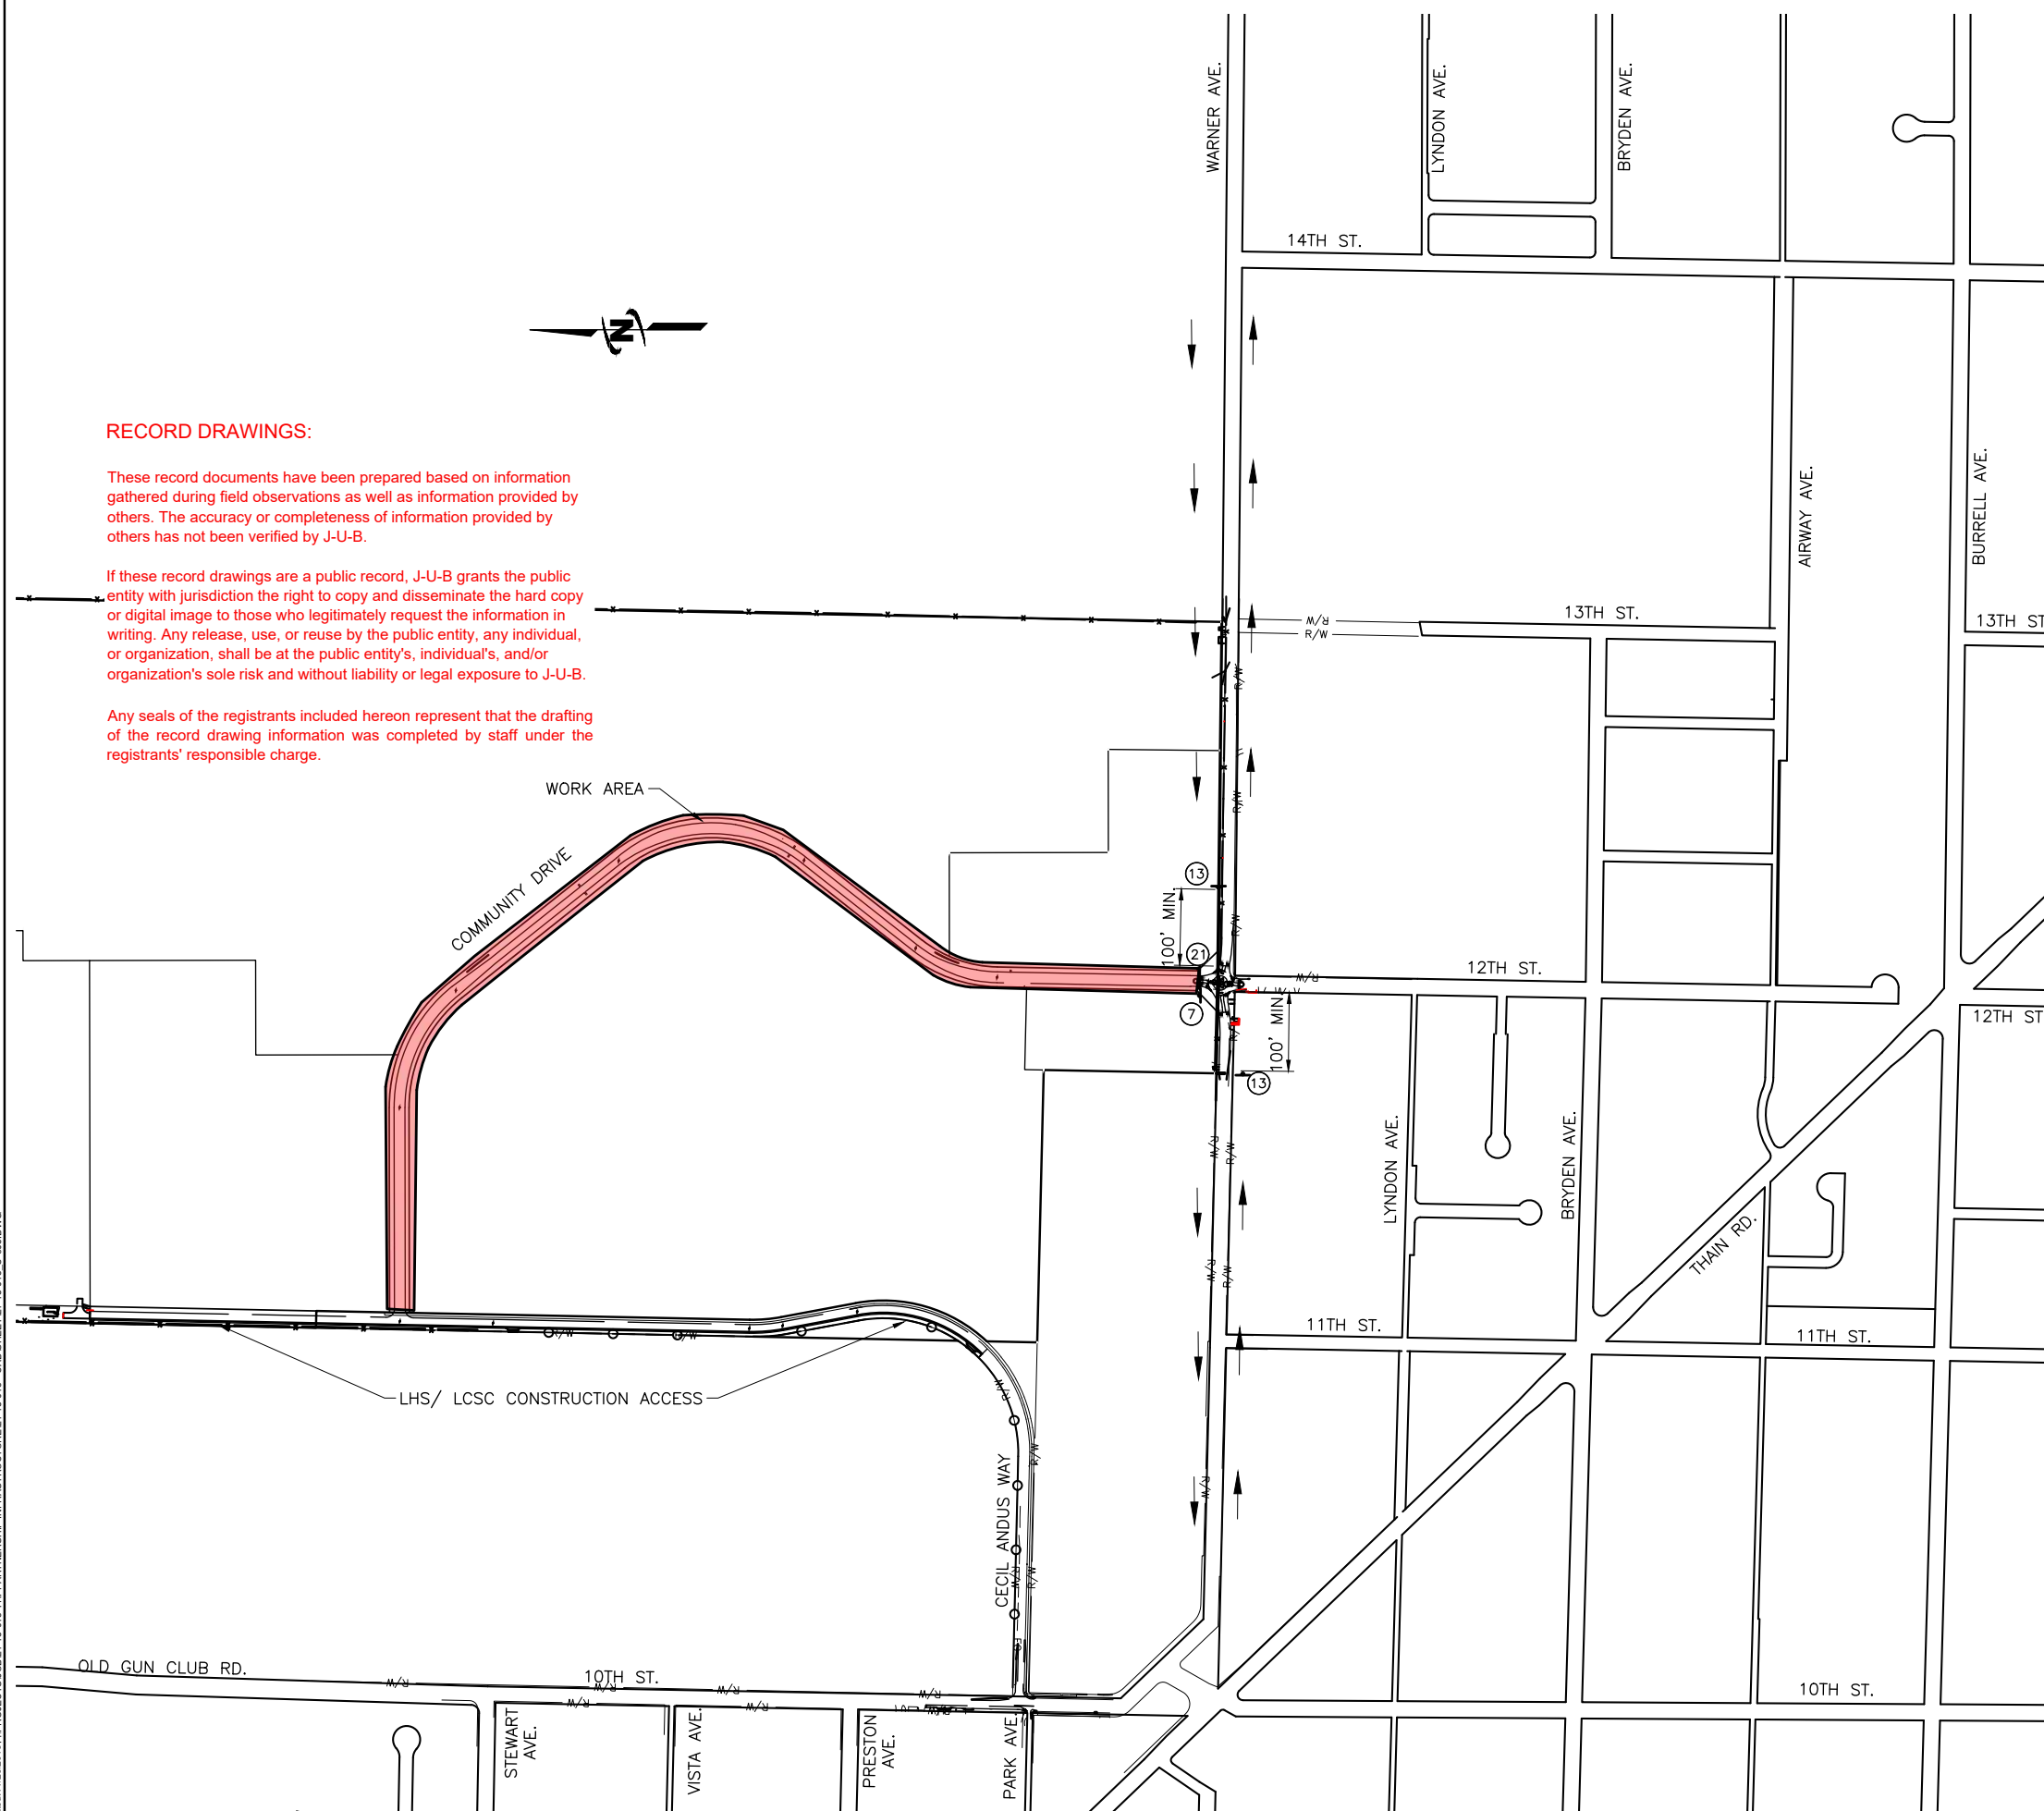 WARNER AVE.
LYNDON AVE.
BRYDEN AVE.
14TH ST.
N
RECORD DRAWINGS:
These record documents have been prepared based on information
gathered during field observations as well as information provided by
others. The accuracy or completeness of information provided by
others has not been verified by J-U-B.
If these record drawings are a public record, J-U-B grants the public
entity with jurisdiction the right to copy and disseminate the hard copy
or digital image to those who legitimately request the information in
writing. Any release, use, or reuse by the public entity, any individual,
or organization, shall be at the public entity's, individual's, and/or
organization's sole risk and without liability or legal exposure to J-U-B.
Any seals of the registrants included hereon represent that the drafting
of the record drawing information was completed by staff under the
registrants' responsible charge.
AIRWAY AVE.
BURRELL AVE.
13TH ST.
13TH ST
R/W
R/W
R/W
R/W
WORK AREA
COMMUNITY DRIVE
13
100' MIN.
R/W
21
12TH ST.
R/W
7
100' MIN.
R/W
12TH ST
13
LYNDON AVE.
BRYDEN AVE.
R/W
R/W
THAIN RD.
R/W
R/W
11TH ST.
11TH ST.
R/W
R/W
LHS/ LCSC CONSTRUCTION ACCESS
R/W
R/W
CECIL ANDUS WAY
R/W
R/W
R/W
OLD GUN CLUB RD.
10TH ST.
R/W
R/W
R/W
R/W
R/W
R/W
R/W
10TH ST.
STEWART
AVE.
VISTA AVE.
PRESTON
AVE.
PARK AVE.